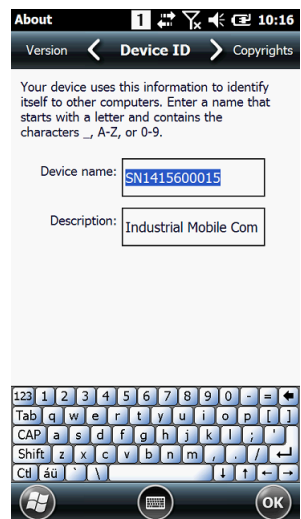 About 1 10:16
Version Device ID Copyrights
Your device uses this information to identify
itself to other computers. Enter a name that
starts with a letter and contains the
characters _, A-Z, or 0-9.
Device name: SN1415600015
Description: Industrial Mobile Com
123 1 2 3 4 5 6 7 8 9 0 - =
Tab q w e r t y u i o p [ ]
CAP a s d f g h j k l ; '
Shift z x c v b n m , . /
Ctl áü ` \
OK